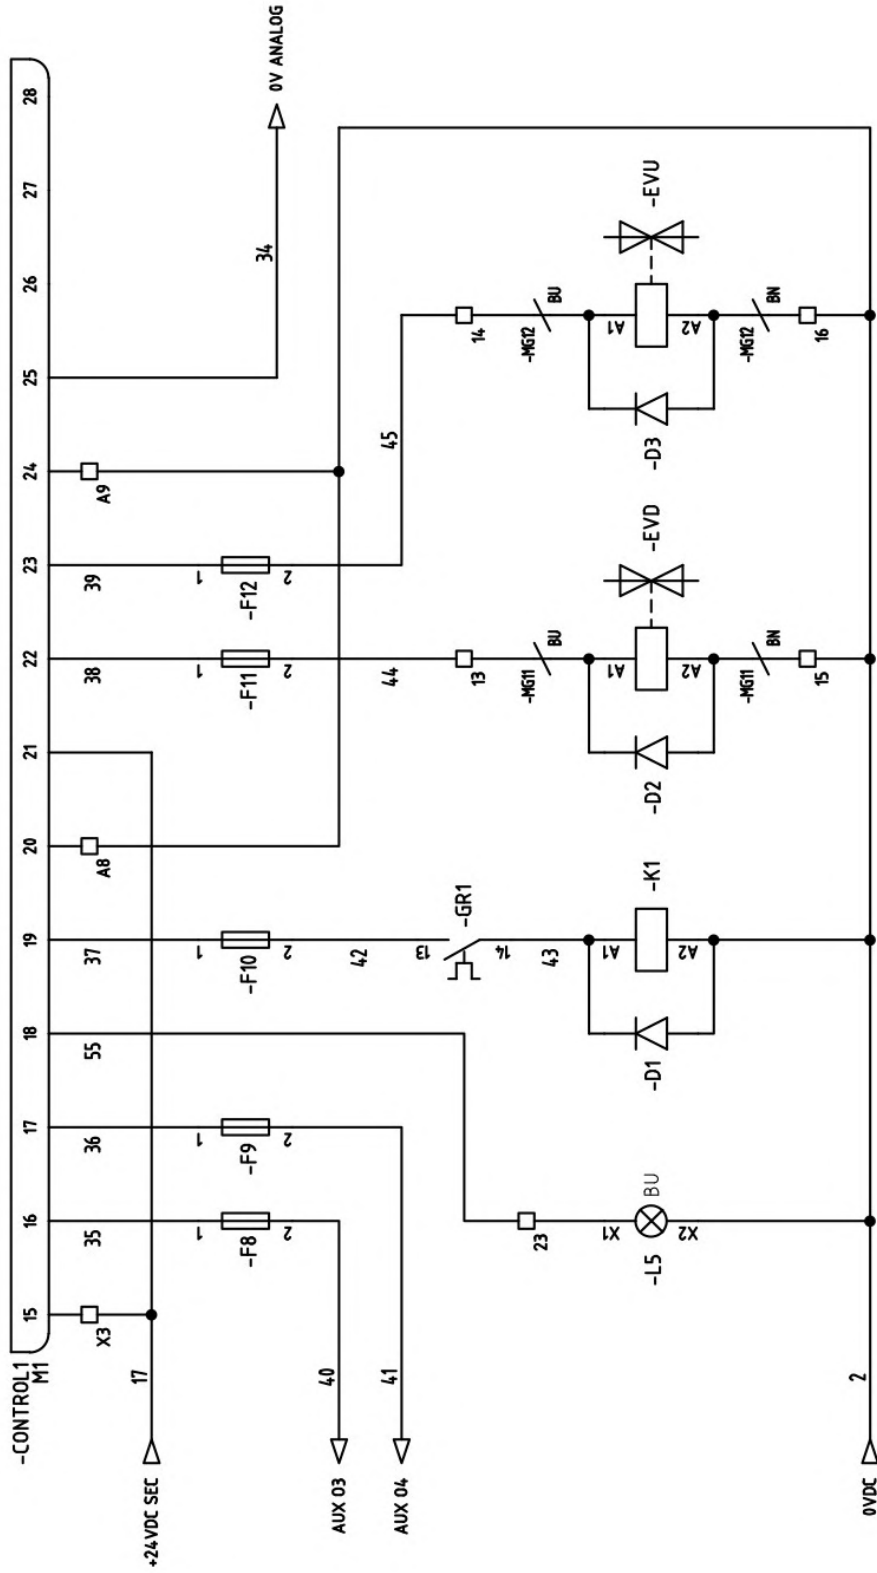 -CONTROL1
M1
15
16
17
18
19
20
21
22
23
24
25
26
27
28
X3
35
36
55
37
A8
38
39
A9
34
0V ANALOG
+24VDC SEC
17
1
-F8
2
1
-F9
2
1
-F10
2
1
-F11
2
1
-F12
2
AUX 03
40
AUX 04
41
42
44
45
13
-GR1
14
43
13
14
-MG11
BU
-MG12
BU
23
X1
-L5
BU
X2
A1
-D1
-K1
A2
A1
-D2
-EVD
A2
A1
-D3
-EVU
A2
-MG11
BN
-MG12
BN
15
16
0VDC
2